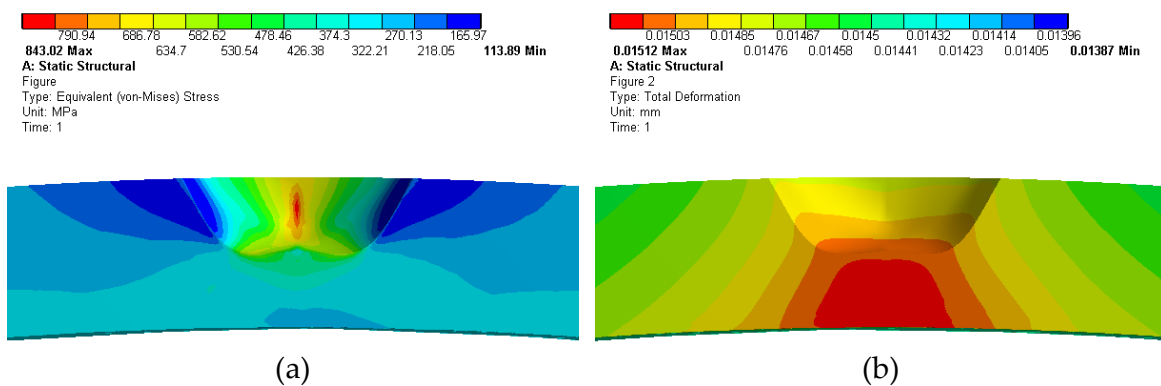 790.94 686.78 582.62 478.46 374.3 270.13 165.97
843.02 Max 634.7 530.54 426.38 322.21 218.05 113.89 Min
A: Static Structural
Figure
Type: Equivalent (von-Mises) Stress
Unit: MPa
Time: 1
0.01503 0.01485 0.01467 0.0145 0.01432 0.01414 0.01396
0.01512 Max 0.01476 0.01458 0.01441 0.01423 0.01405 0.01387 Min
A: Static Structural
Figure 2
Type: Total Deformation
Unit: mm
Time: 1
(a)
(b)